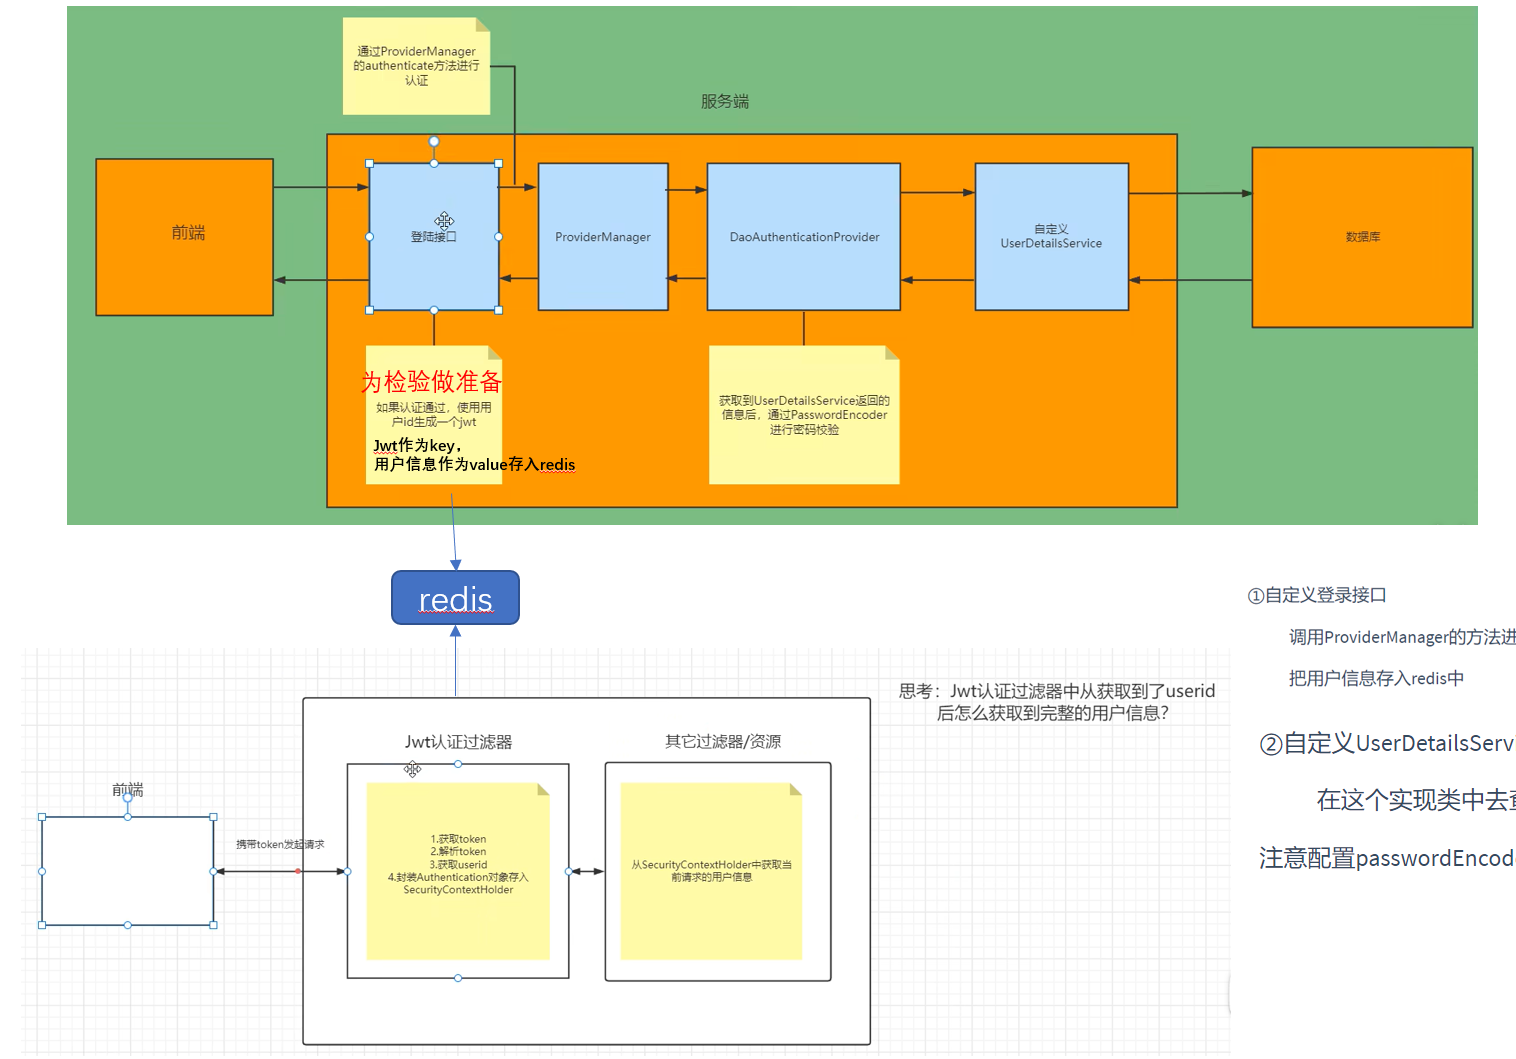 通过ProviderManager
的authenticate方法进行
认证
服务端
前端
登陆接口
ProviderManager
DaoAuthenticationProvider
自定义
UserDetailsService
数据库
为检验做准备
如果认证通过，使用用
户id生成一个jwt
Jwt作为key，
用户信息作为value存入redis
获取到UserDetailsService返回的
信息后，通过PasswordEncoder
进行密码校验
redis
①自定义登录接口
调用ProviderManager的方法进
把用户信息存入redis中
②自定义UserDetailsServi
在这个实现类中去查
注意配置passwordEncode
思考：Jwt认证过滤器中从获取到了userid
后怎么获取到完整的用户信息？
Jwt认证过滤器
其它过滤器/资源
前端
携带token发起请求
1.获取token
2.解析token
3.获取userid
4.封装Authentication对象存入
SecurityContextHolder
从SecurityContextHolder中获取当
前请求的用户信息